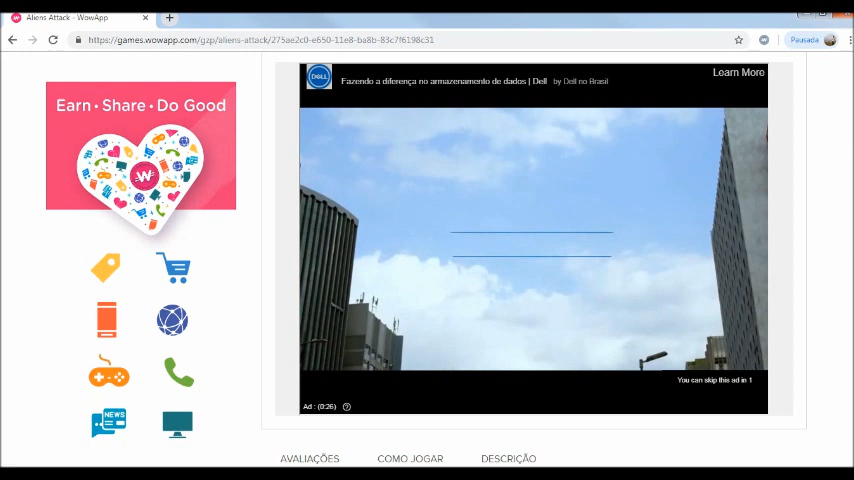 Aliens Attack - WowApp
https://games.wowapp.com/gzp/aliens-attack/275ae2c0-e650-11e8-ba8b-83c7f6198c31
Pausada
Earn • Share • Do Good
W
NEWS
DELL
Fazendo a diferença no armazenamento de dados | Dell by Dell no Brasil
Learn More
You can skip this ad in 1
Ad : (0:26)
AVALIAÇÕES COMO JOGAR DESCRIÇÃO